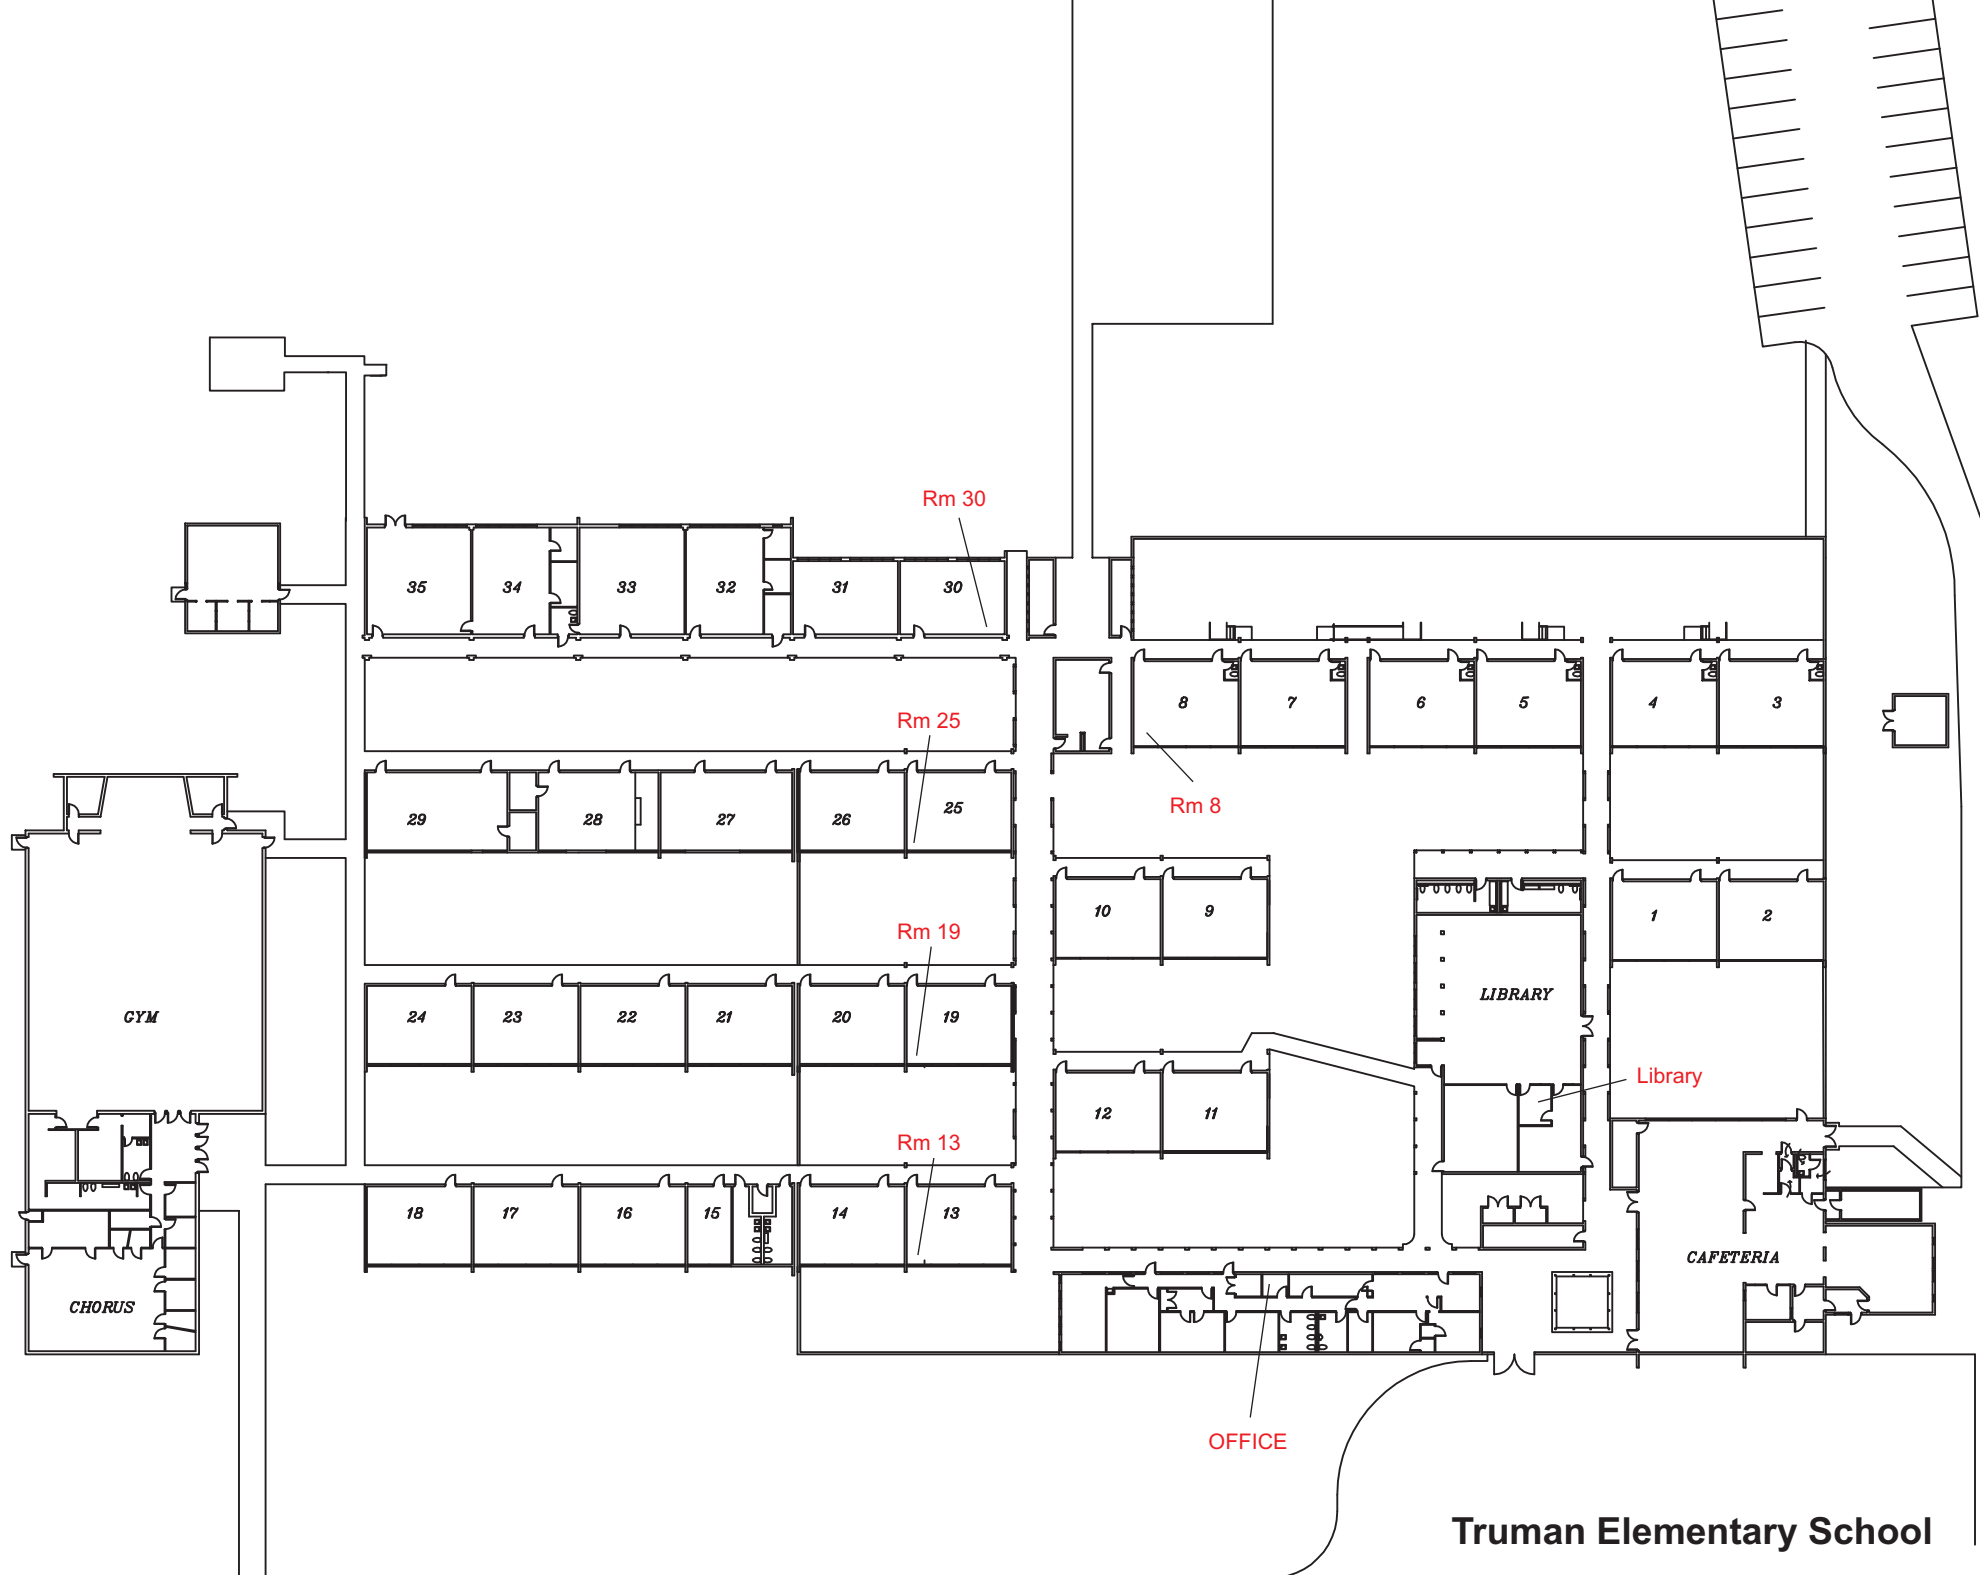 Rm 30
35 34 33 32 31 30
8 7 6 5 4 3
Rm 25
Rm 8
29 28 27 26 25
10 9 1 2
Rm 19
LIBRARY
GYM 24 23 22 21 20 19
Library
12 11
Rm 13
18 17 16 15 14 13
CAFETERIA
CHORUS
OFFICE
Truman Elementary School